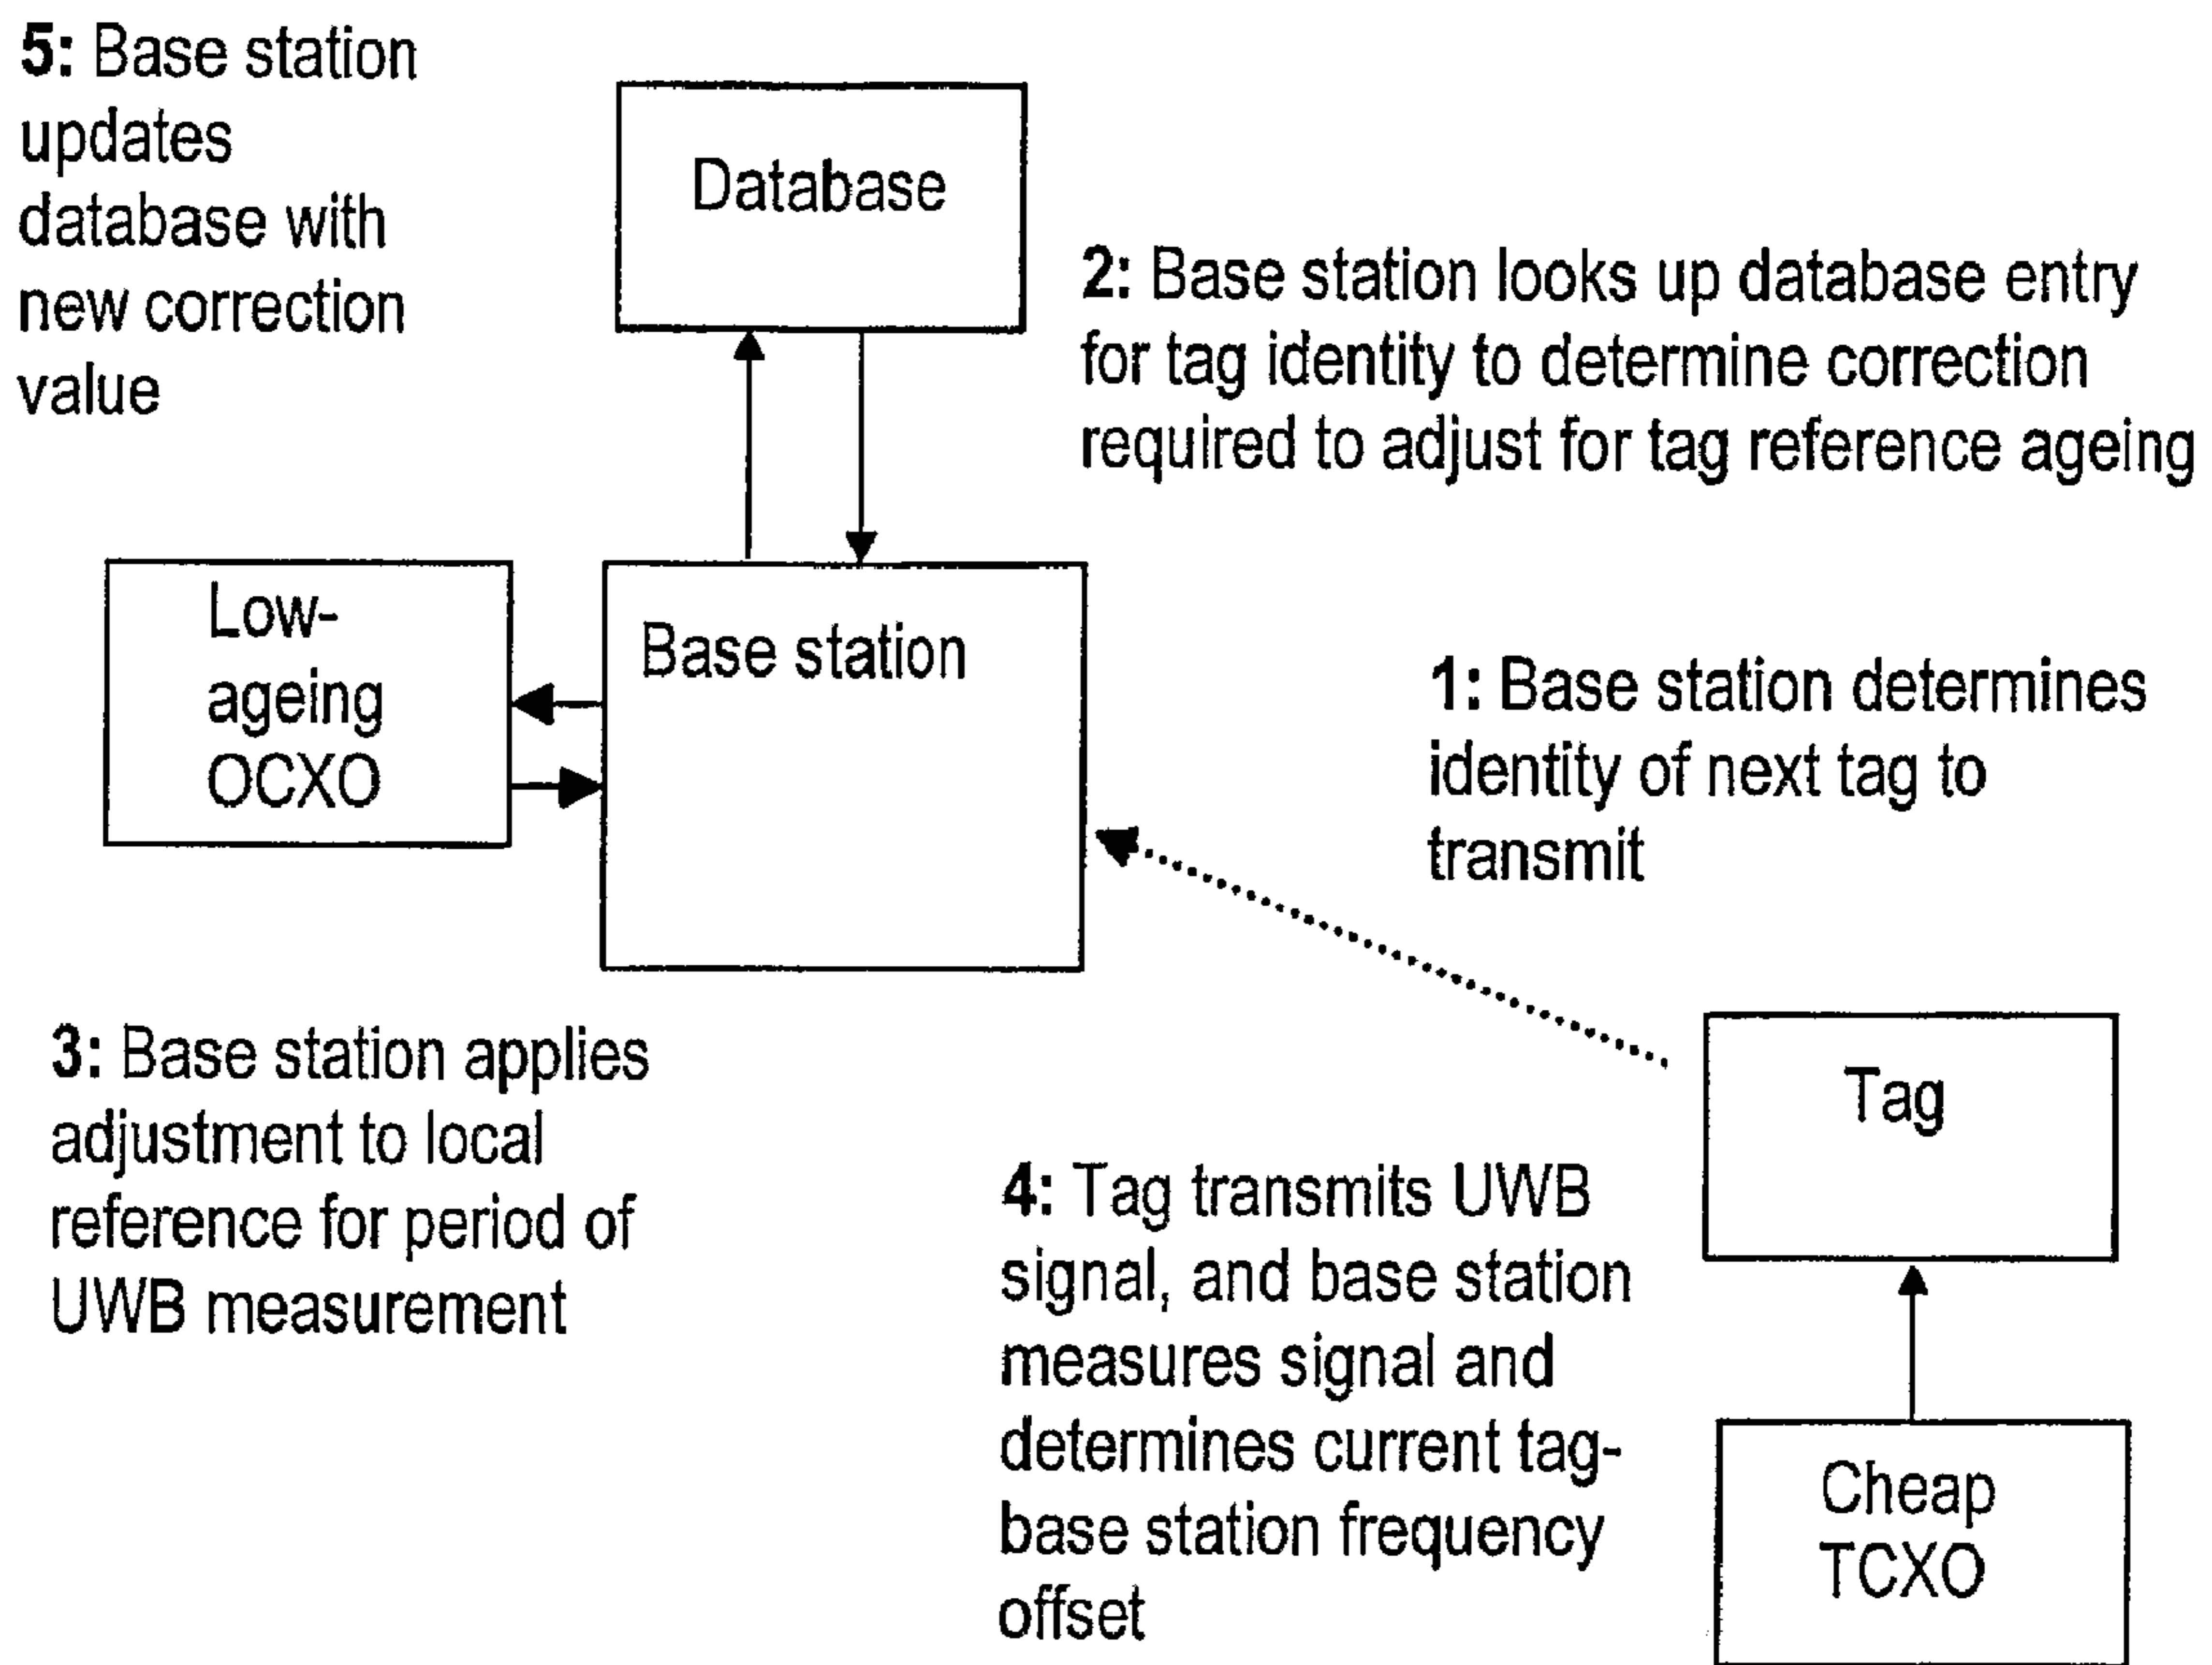 5: Base station
updates
database with
new correction
value
Database
2: Base station looks up database entry
for tag identity to determine correction
required to adjust for tag reference ageing
Low-
ageing
OCXO
Base station
1: Base station determines
identity of next tag to
transmit
3: Base station applies
adjustment to local
reference for period of
UWB measurement
Tag
4: Tag transmits UWB
signal, and base station
measures signal and
determines current tag-
base station frequency
offset
Cheap
TCXO